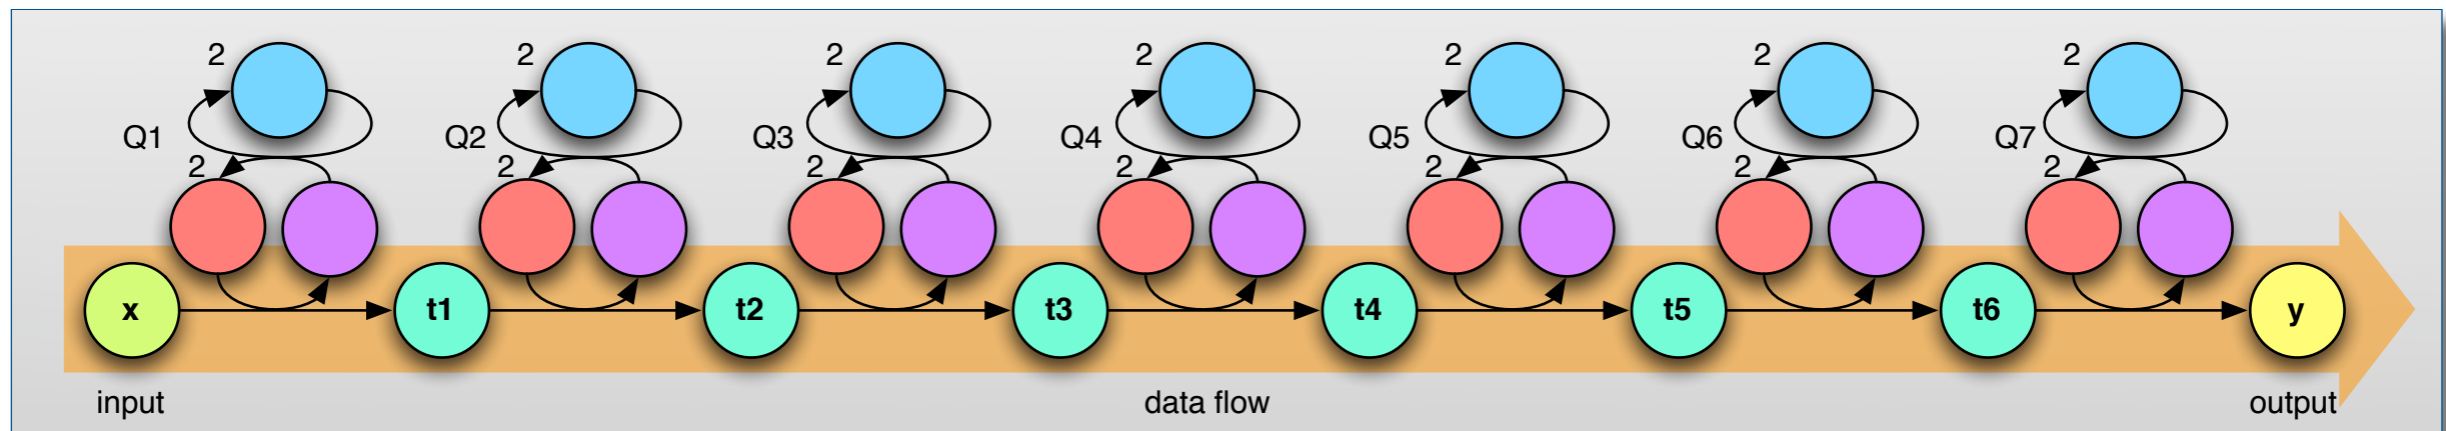 2 2 2 2 2 2 2
Q1 Q2 Q3 Q4 Q5 Q6 Q7
2 2 2 2 2 2 2
x t1 t2 t3 t4 t5 t6 y
input data flow output